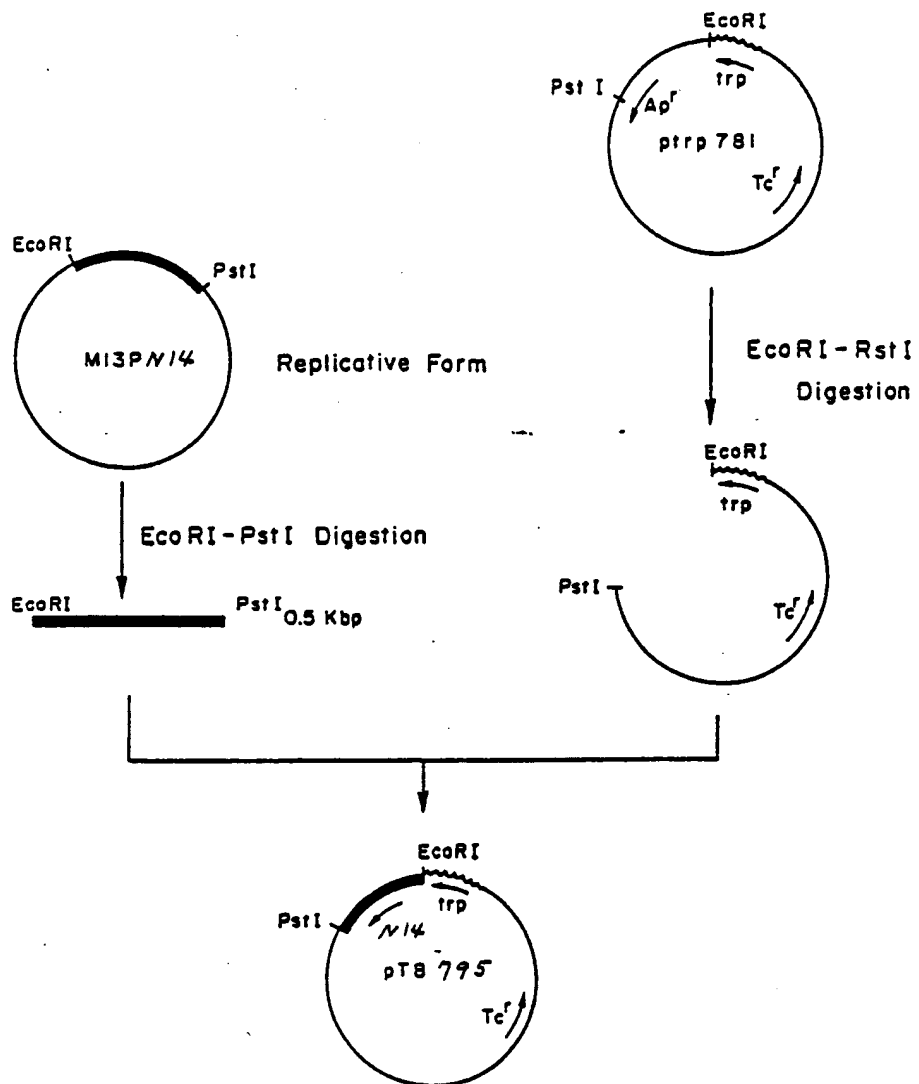 EcoRI
trp
Pst I
Apr
ptrp 781
Tcr
EcoRI
PstI
M13PN14
Replicative Form
EcoRI-RstI
Digestion
EcoRI-PstI Digestion
EcoRI
PstI
0.5 Kbp
EcoRI
trp
PstI
Tcr
EcoRI
trp
PstI
N14
pT8 795
Tcr